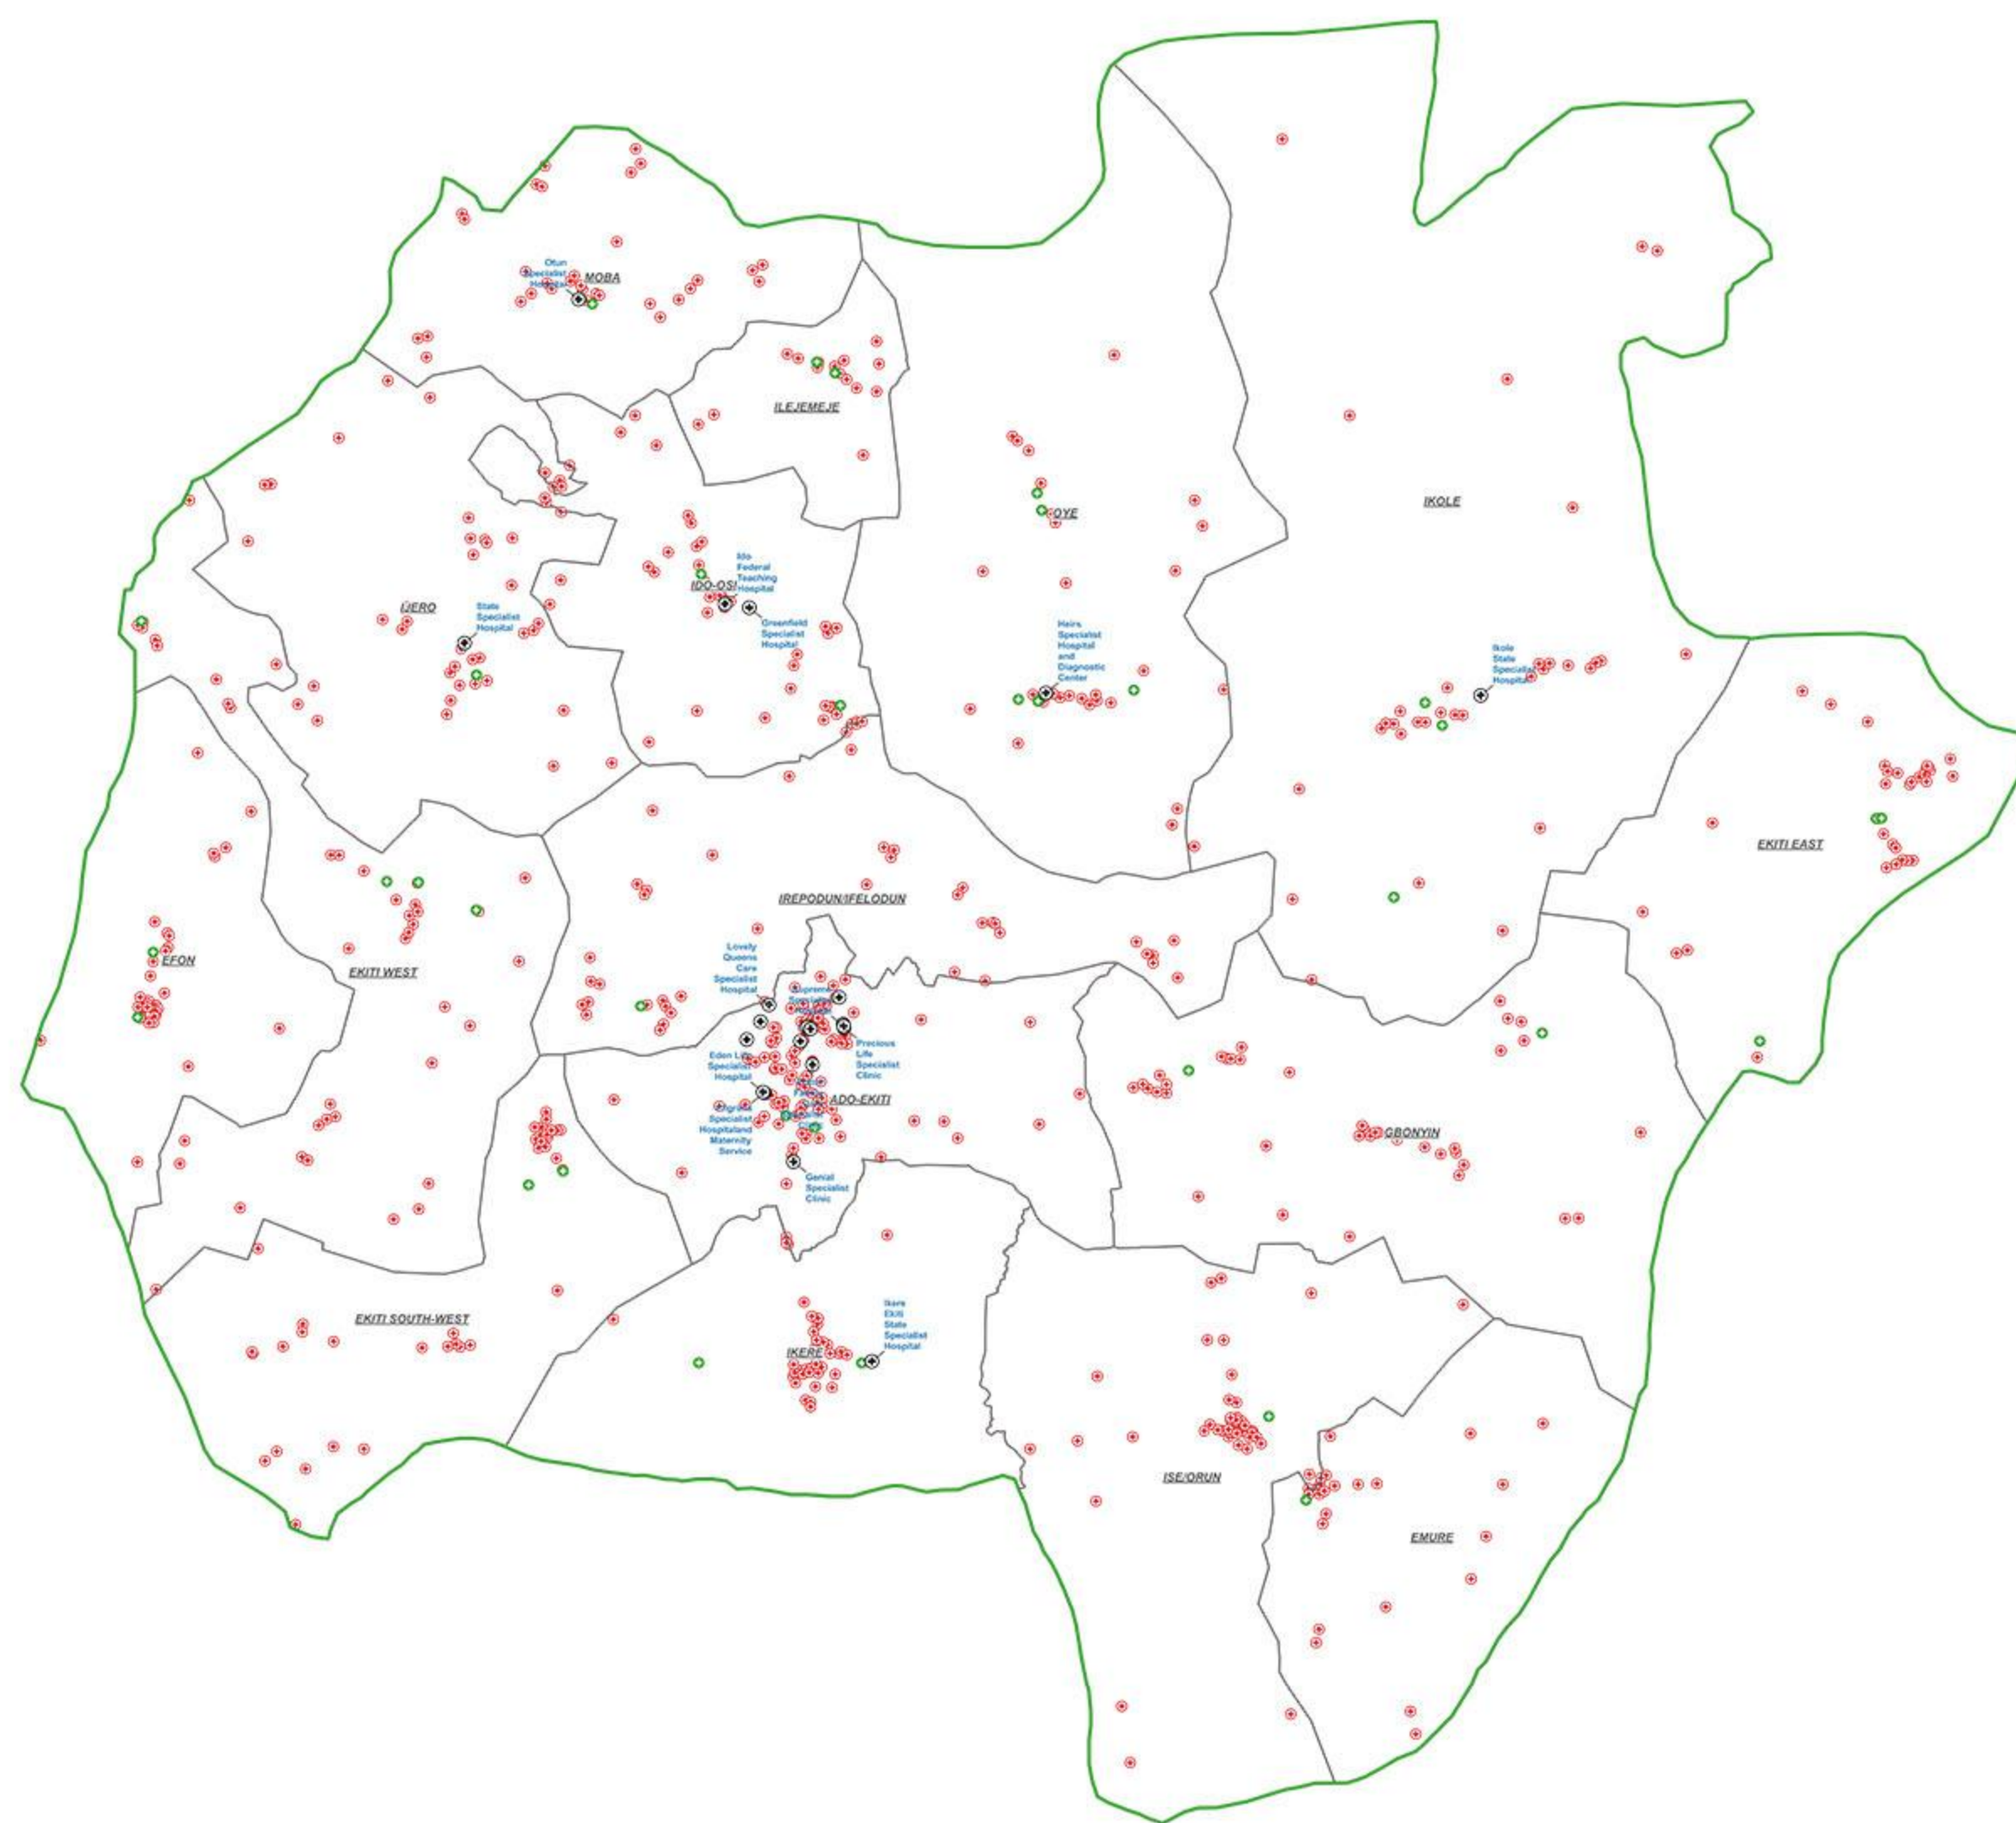 Otun
Specialist
Hospital
MOBA
ILEJEMEJE
IKOLE
OYE
Ido
Federal
Teaching
Hospital
IDO-OSI
Greenfield
Specialist
Hospital
IJERO
State
Specialist
Hospital
Heirs
Specialist
Hospital
and
Diagnostic
Center
Ikole
State
Specialist
Hospital
EKITI EAST
IREPODUN/IFELODUN
EFON
EKITI WEST
Lovely
Queens
Care
Specialist
Hospital
Supreme
Precious
Life
Specialist
Clinic
Eden Life
Specialist
Hospital
ADO-EKITI
Specialist
Hospitaland
Maternity
Service
GBONYIN
Genial
Specialist
Clinic
EKITI SOUTH-WEST
Ikere
Ekiti
State
Specialist
Hospital
IKERE
ISE/ORUN
EMURE